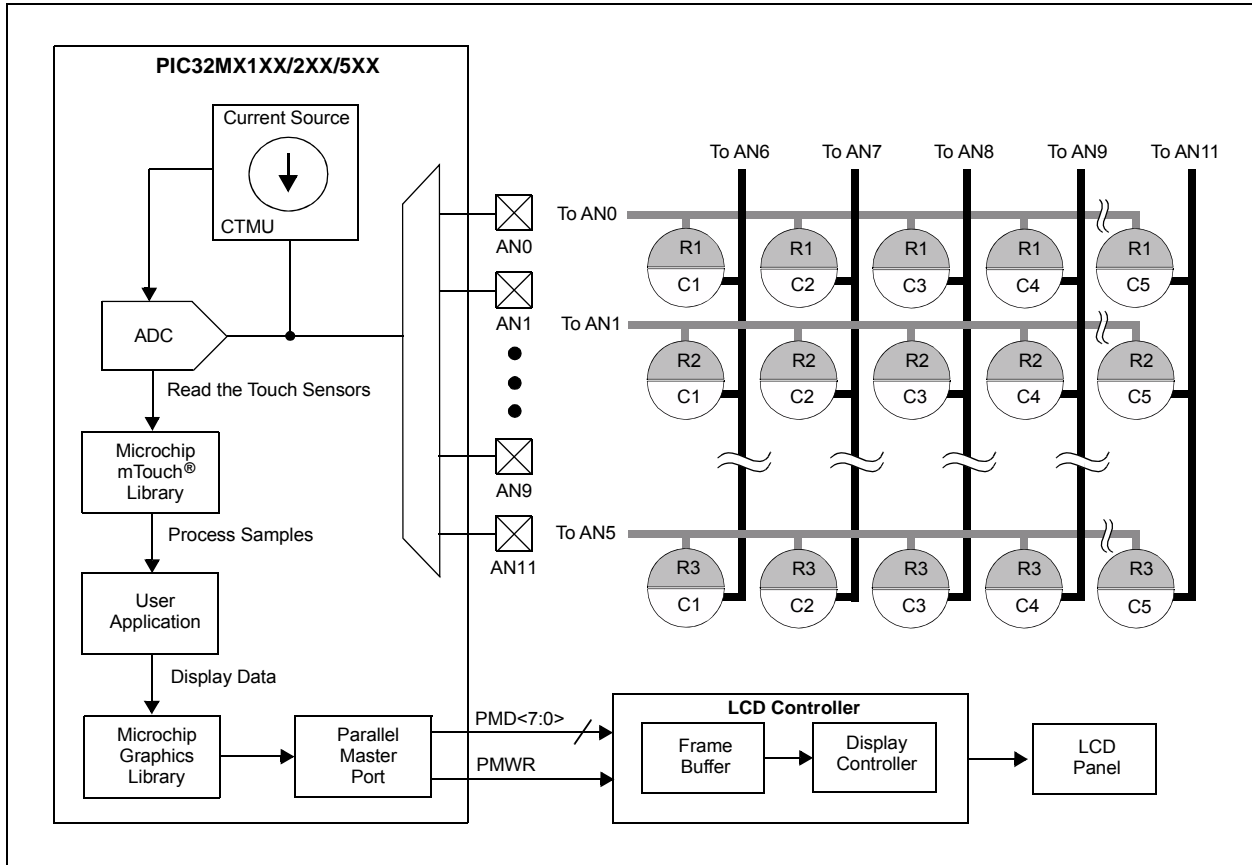 PIC32MX1XX/2XX/5XX
Current Source
CTMU
ADC
Read the Touch Sensors
Microchip
mTouch®
Library
Process Samples
User
Application
Display Data
Microchip
Graphics
Library
Parallel
Master
Port
AN0
AN1
AN9
AN11
To AN6
To AN7
To AN8
To AN9
To AN11
To AN0
R1
R1
R1
R1
R1
C1
C2
C3
C4
C5
To AN1
R2
R2
R2
R2
R2
C1
C2
C3
C4
C5
To AN5
R3
R3
R3
R3
R3
C1
C2
C3
C4
C5
PMD<7:0>
PMWR
LCD Controller
Frame
Buffer
Display
Controller
LCD
Panel